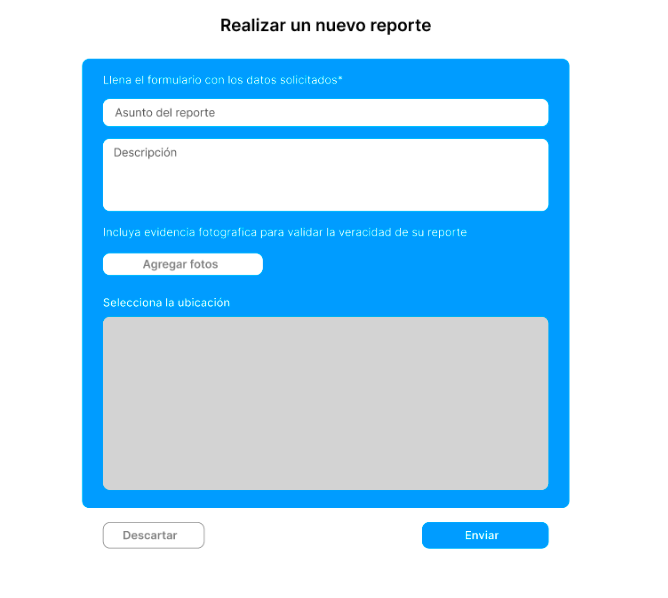 Realizar un nuevo reporte
Llena el formulario con los datos solicitados*
Asunto del reporte
Descripción
Incluya evidencia fotografica para validar la veracidad de su reporte
Agregar fotos
Selecciona la ubicación
Descartar
Enviar